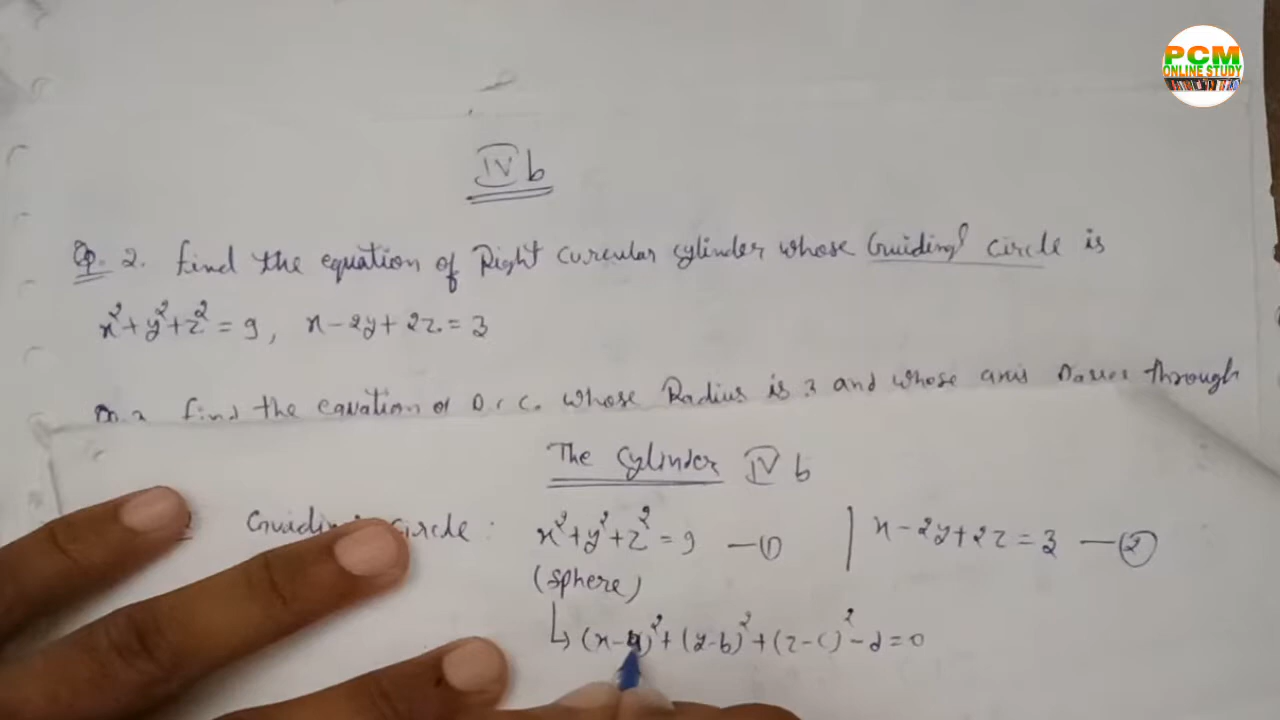 PCM
ONLINE STUDY
IV b
Q. 2. find the equation of Right curcular cylinder whose Guiding circle is
x²+y²+z² = 9, x-2y+2z = 3
find the equation of whose Radius is 3 and whose axis Passes through
The Cylinder IV b
Guiding circle : x²+y²+z² = 9 —① | x-2y+2z = 3 —②
(sphere)
↳ (x-a)²+(y-b)²+(z-c)²-d=0